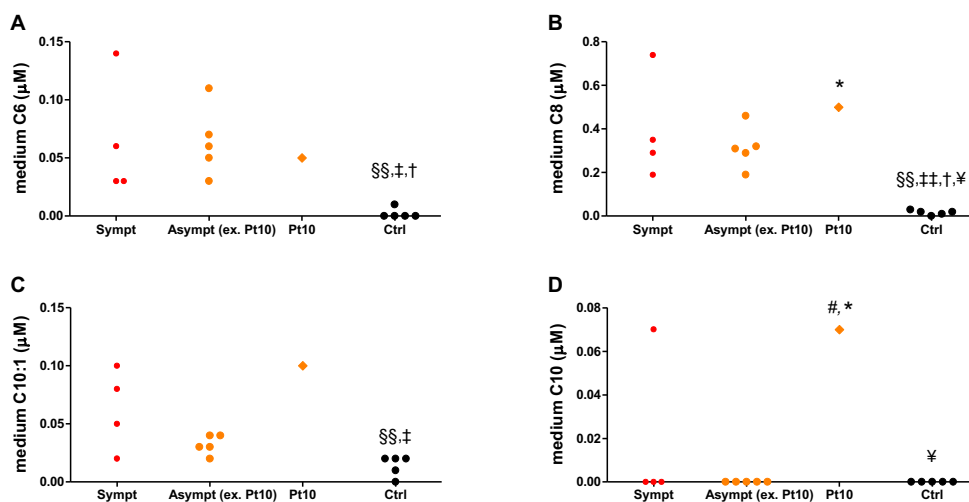 A
medium C6 (µM)
0.15
0.10
0.05
0.00
§§,‡,†
Sympt Asympt (ex. Pt10) Pt10 Ctrl
B
medium C8 (µM)
0.8
0.6
0.4
0.2
0.0
*
§§,‡‡,†,¥
Sympt Asympt (ex. Pt10) Pt10 Ctrl
C
medium C10:1 (µM)
0.15
0.10
0.05
0.00
§§,‡
Sympt Asympt (ex. Pt10) Pt10 Ctrl
D
medium C10 (µM)
0.08
0.06
0.04
0.02
0.00
#,*
¥
Sympt Asympt (ex. Pt10) Pt10 Ctrl